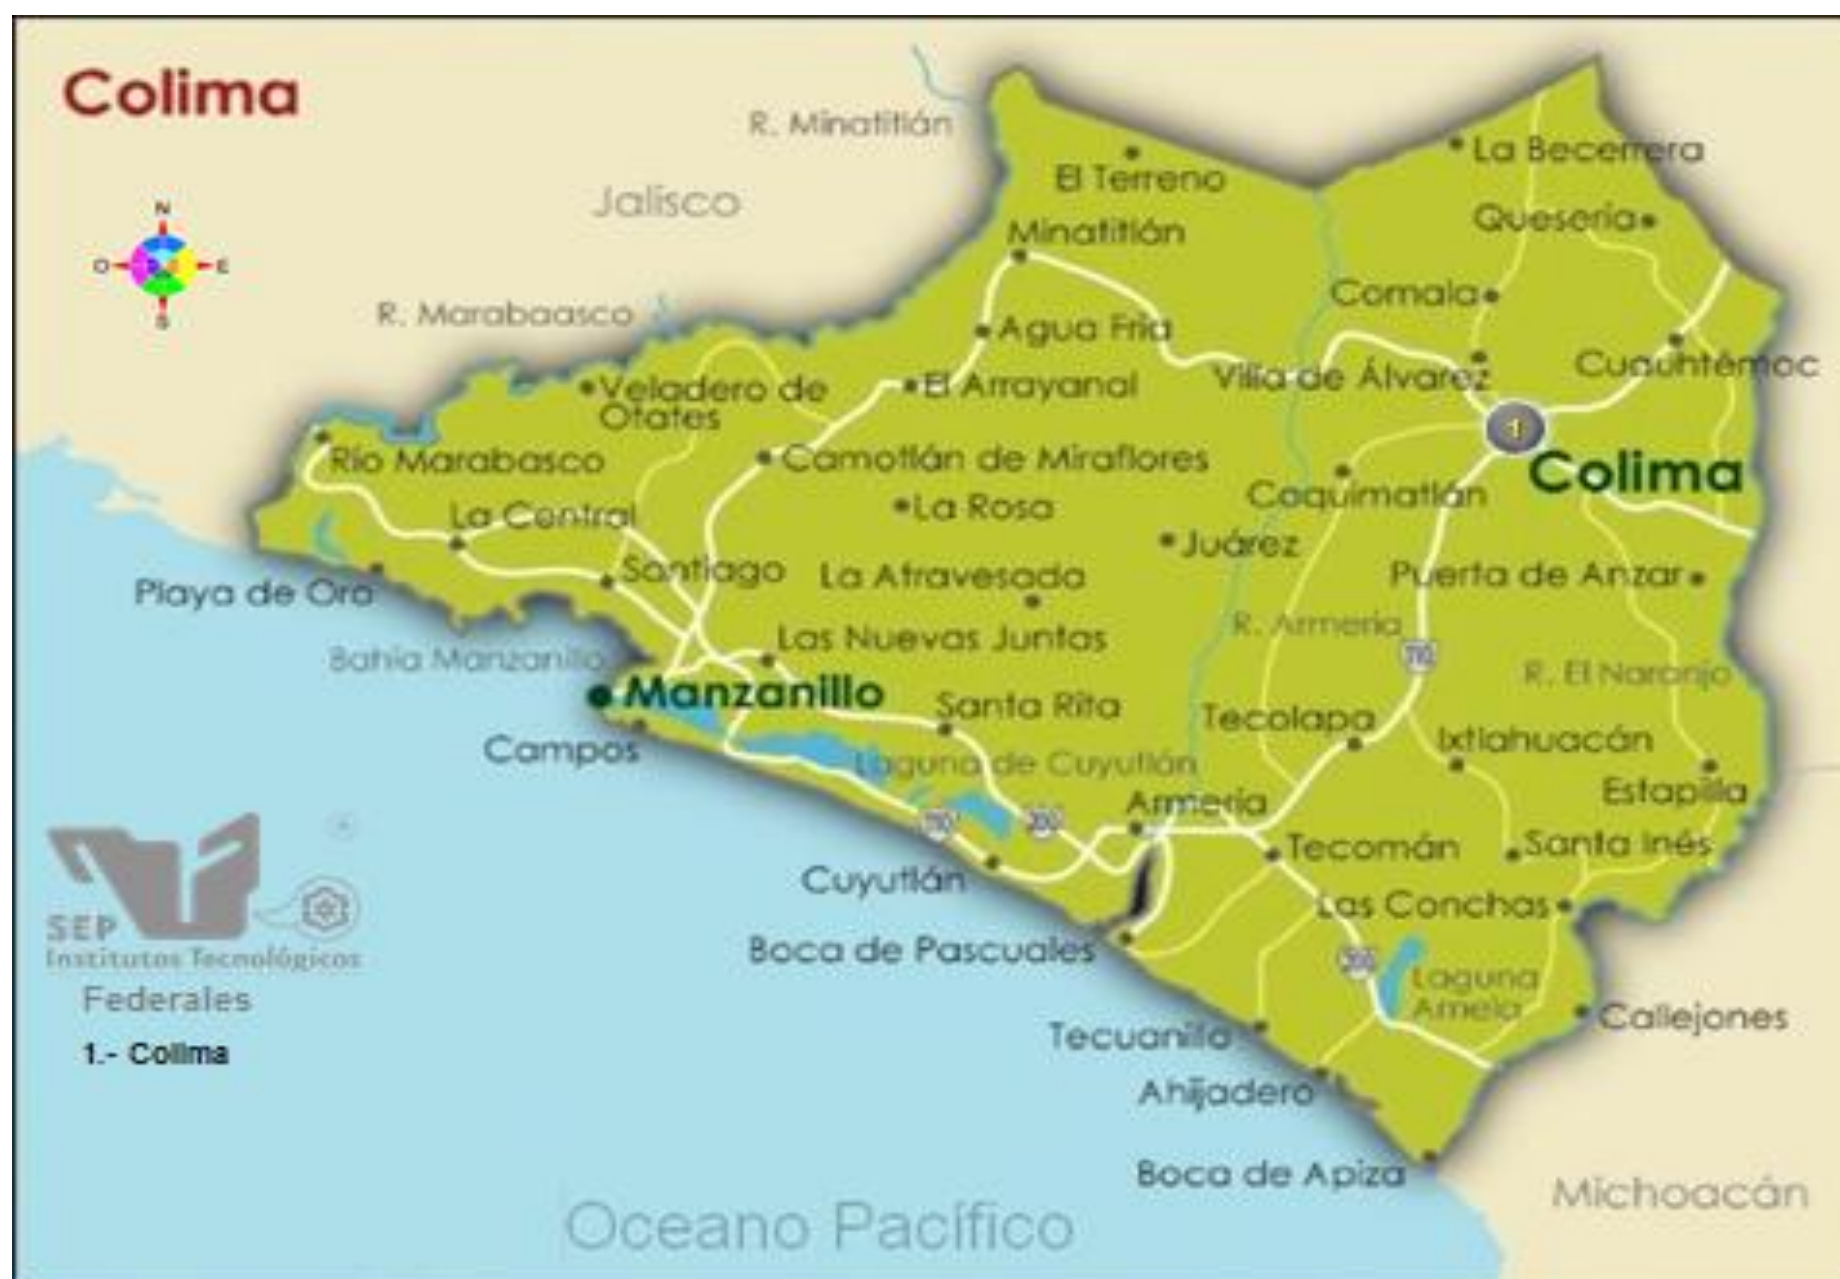 Colima
R. Minatitlán
La Becerrera
El Terreno
Jalisco
Quesería
N
Minatitlán
O
E
Comala
S
R. Marabaasco
Agua Fria
Cuauhtémoc
Villa de Álvarez
Veladero de
Otates
El Arrayanal
1
Río Marabasco
Camotlán de Miraflores
Colima
Coquimatlán
La Rosa
La Central
Juárez
Santiago
La Atravesada
Puerta de Anzar
Playa de Oro
R. Armería
Las Nuevas Juntas
Bahía Manzanillo
110
R. El Naranjo
Manzanillo
Santa Rita
Tecolapa
Ixtlahuacán
Campos
Laguna de Cuyutlán
Estapilla
Armería
200
Tecomán
Santa Inés
Cuyutlán
Las Conchas
SEP
Institutos Tecnológicos
Federales
Boca de Pascuales
200
Laguna
Amela
Callejones
Tecuanillo
1.- Colima
Ahijadero
Boca de Apiza
Michoacán
Oceano Pacífico